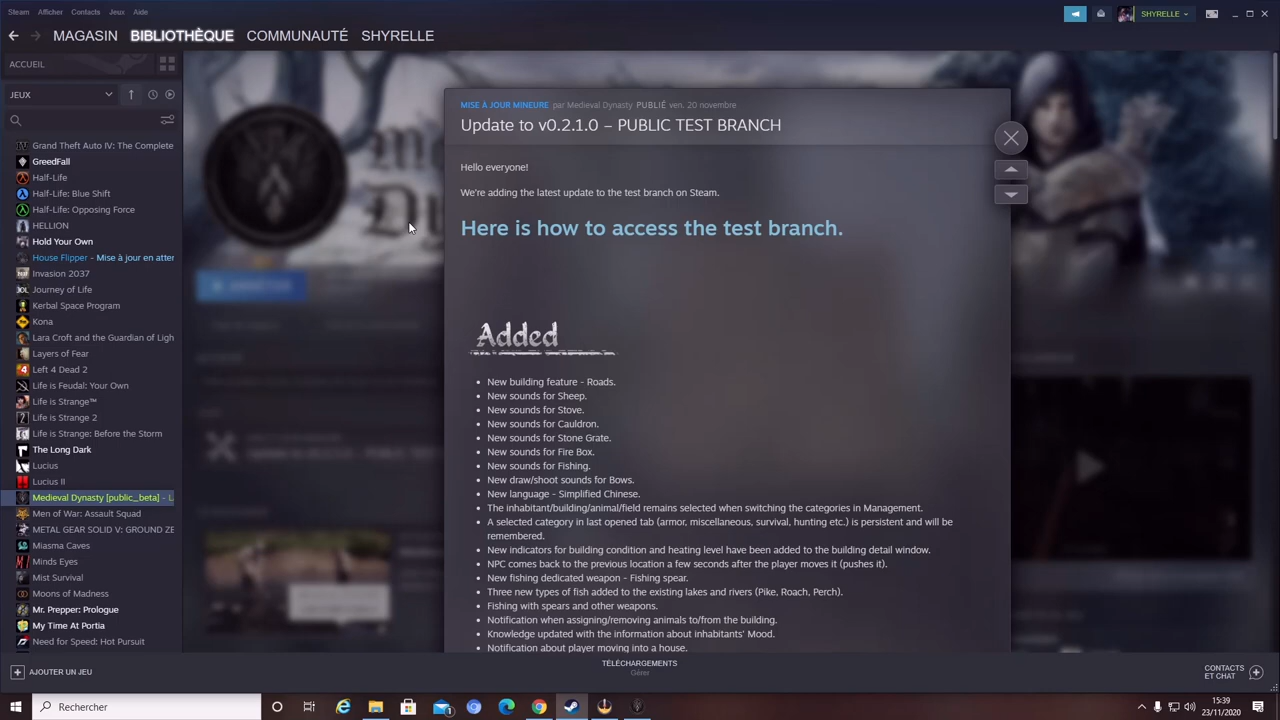 Steam Afficher Contacts Jeux Aide
SHYRELLE
MAGASIN BIBLIOTHÈQUE COMMUNAUTÉ SHYRELLE
ACCUEIL
JEUX
Grand Theft Auto IV: The Complete
GreedFall
Half-Life
Half-Life: Blue Shift
Half-Life: Opposing Force
HELLION
Hold Your Own
House Flipper - Mise à jour en atter
Invasion 2037
Journey of Life
Kerbal Space Program
Kona
Lara Croft and the Guardian of Ligh
Layers of Fear
Left 4 Dead 2
Life is Feudal: Your Own
Life is Strange™
Life is Strange 2
Life is Strange: Before the Storm
The Long Dark
Lucius
Lucius II
Medieval Dynasty [public_beta] - L
Men of War: Assault Squad
METAL GEAR SOLID V: GROUND ZE
Miasma Caves
Minds Eyes
Mist Survival
Moons of Madness
Mr. Prepper: Prologue
My Time At Portia
Need for Speed: Hot Pursuit
MISE À JOUR MINEURE par Medieval Dynasty PUBLIÉ ven. 20 novembre
Update to v0.2.1.0 – PUBLIC TEST BRANCH
Hello everyone!
We're adding the latest update to the test branch on Steam.
Here is how to access the test branch.
Added
• New building feature - Roads.
• New sounds for Sheep.
• New sounds for Stove.
• New sounds for Cauldron.
• New sounds for Stone Grate.
• New sounds for Fire Box.
• New sounds for Fishing.
• New draw/shoot sounds for Bows.
• New language - Simplified Chinese.
• The inhabitant/building/animal/field remains selected when switching the categories in Management.
• A selected category in last opened tab (armor, miscellaneous, survival, hunting etc.) is persistent and will be
remembered.
• New indicators for building condition and heating level have been added to the building detail window.
• NPC comes back to the previous location a few seconds after the player moves it (pushes it).
• New fishing dedicated weapon - Fishing spear.
• Three new types of fish added to the existing lakes and rivers (Pike, Roach, Perch).
• Fishing with spears and other weapons.
• Notification when assigning/removing animals to/from the building.
• Knowledge updated with the information about inhabitants' Mood.
• Notification about player moving into a house.
AJOUTER UN JEU
TÉLÉCHARGEMENTS
Gérer
CONTACTS
ET CHAT
Rechercher
15:39
23/11/2020